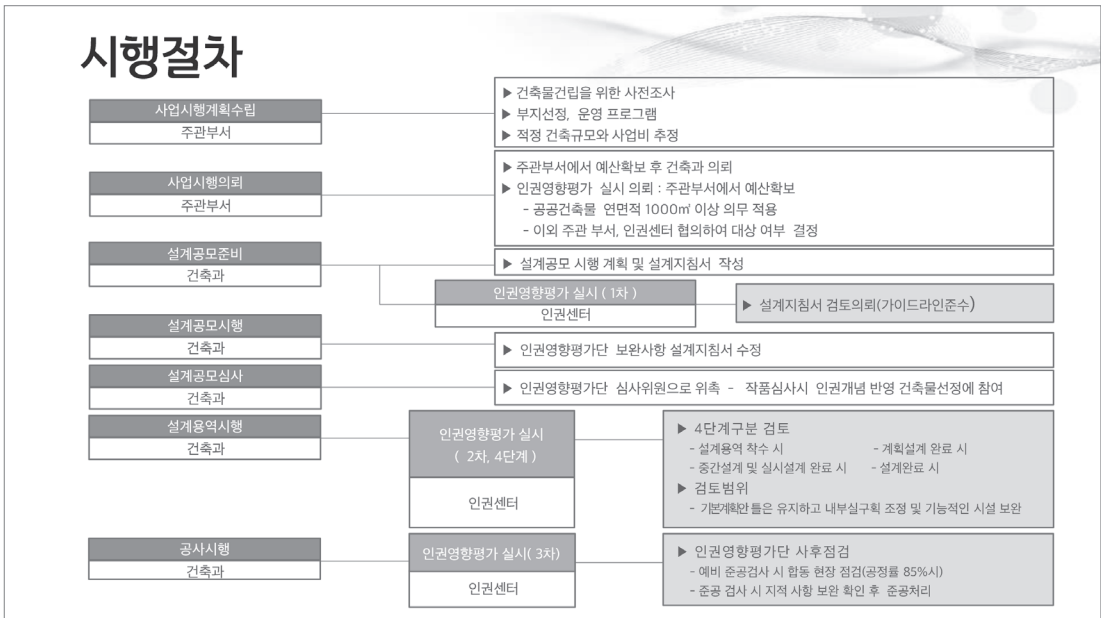 시행절차
사업시행계획수립
주관부서
▶ 건축물건립을 위한 사전조사
▶ 부지선정, 운영 프로그램
▶ 적정 건축규모와 사업비 추정
사업시행의뢰
주관부서
▶ 주관부서에서 예산확보 후 건축과 의뢰
▶ 인권영향평가 실시 의뢰 : 주관부서에서 예산확보
- 공공건축물 연면적 1000㎡ 이상 의무 적용
- 이외 주관 부서, 인권센터 협의하여 대상 여부 결정
설계공모준비
건축과
▶ 설계공모 시행 계획 및 설계지침서 작성
인권영향평가 실시 ( 1차 )
인권센터
▶ 설계지침서 검토의뢰(가이드라인준수)
설계공모시행
건축과
▶ 인권영향평가단 보완사항 설계지침서 수정
설계공모심사
건축과
▶ 인권영향평가단 심사위원으로 위촉 - 작품심사시 인권개념 반영 건축물선정에 참여
설계용역시행
건축과
인권영향평가 실시
( 2차, 4단계 )
인권센터
▶ 4단계구분 검토
- 설계용역 착수 시 - 계획설계 완료 시
- 중간설계 및 실시설계 완료 시 - 설계완료 시
▶ 검토범위
- 기본계획안 틀은 유지하고 내부실구획 조정 및 기능적인 시설 보완
공사시행
건축과
인권영향평가 실시( 3차)
인권센터
▶ 인권영향평가단 사후점검
- 예비 준공검사 시 합동 현장 점검(공정률 85%시)
- 준공 검사 시 지적 사항 보완 확인 후 준공처리